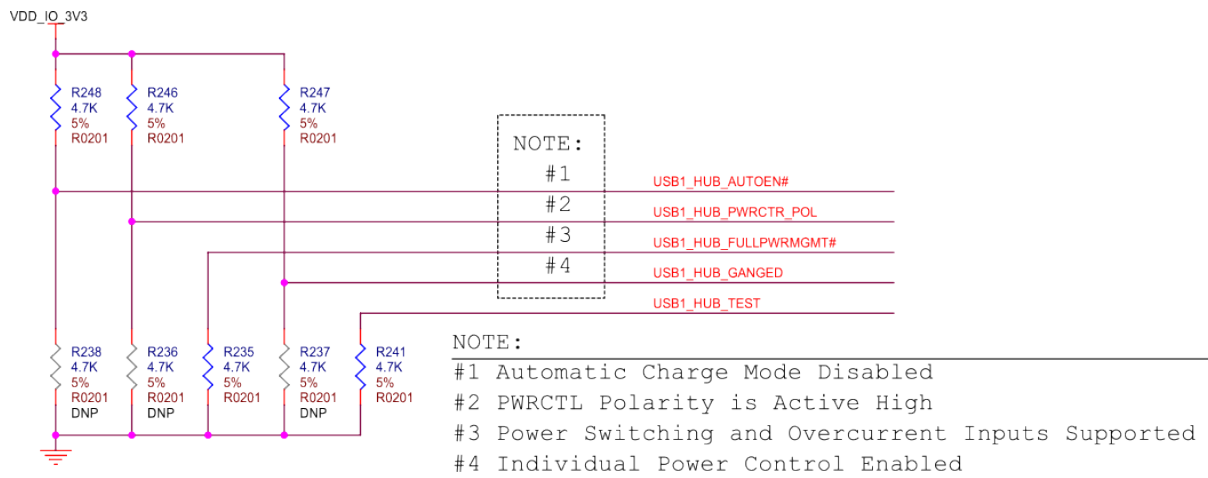 VDD_IO_3V3
R248
4.7K
5%
R0201
R246
4.7K
5%
R0201
R247
4.7K
5%
R0201
NOTE:
#1
#2
#3
#4
USB1_HUB_AUTOEN#
USB1_HUB_PWRCTR_POL
USB1_HUB_FULLPWRMGMT#
USB1_HUB_GANGED
USB1_HUB_TEST
R238
4.7K
5%
R0201
DNP
R236
4.7K
5%
R0201
DNP
R235
4.7K
5%
R0201
R237
4.7K
5%
R0201
DNP
R241
4.7K
5%
R0201
NOTE:
#1 Automatic Charge Mode Disabled
#2 PWRCTL Polarity is Active High
#3 Power Switching and Overcurrent Inputs Supported
#4 Individual Power Control Enabled